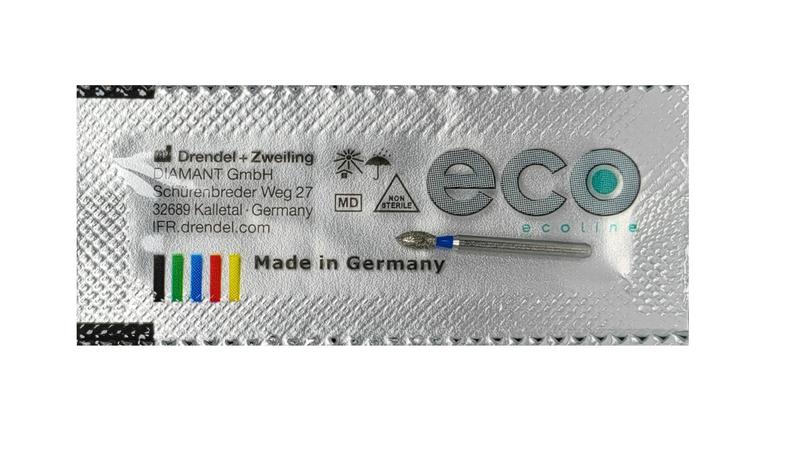 Drendel + Zweiling
DIAMANT GmbH
Schürenbreder Weg 27
32689 Kalletal · Germany
IFR.drendel.com
MD
NON
STERILE
eco
ecoline
Made in Germany